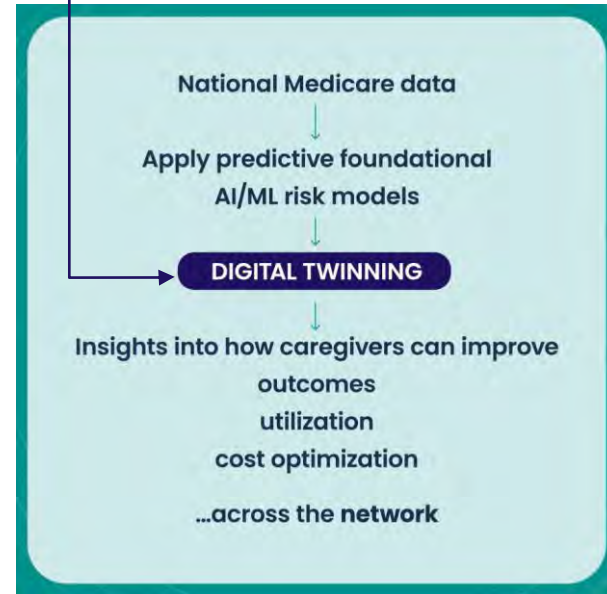 National Medicare data
Apply predictive foundational
AI/ML risk models
DIGITAL TWINNING
Insights into how caregivers can improve
outcomes
utilization
cost optimization
...across the network